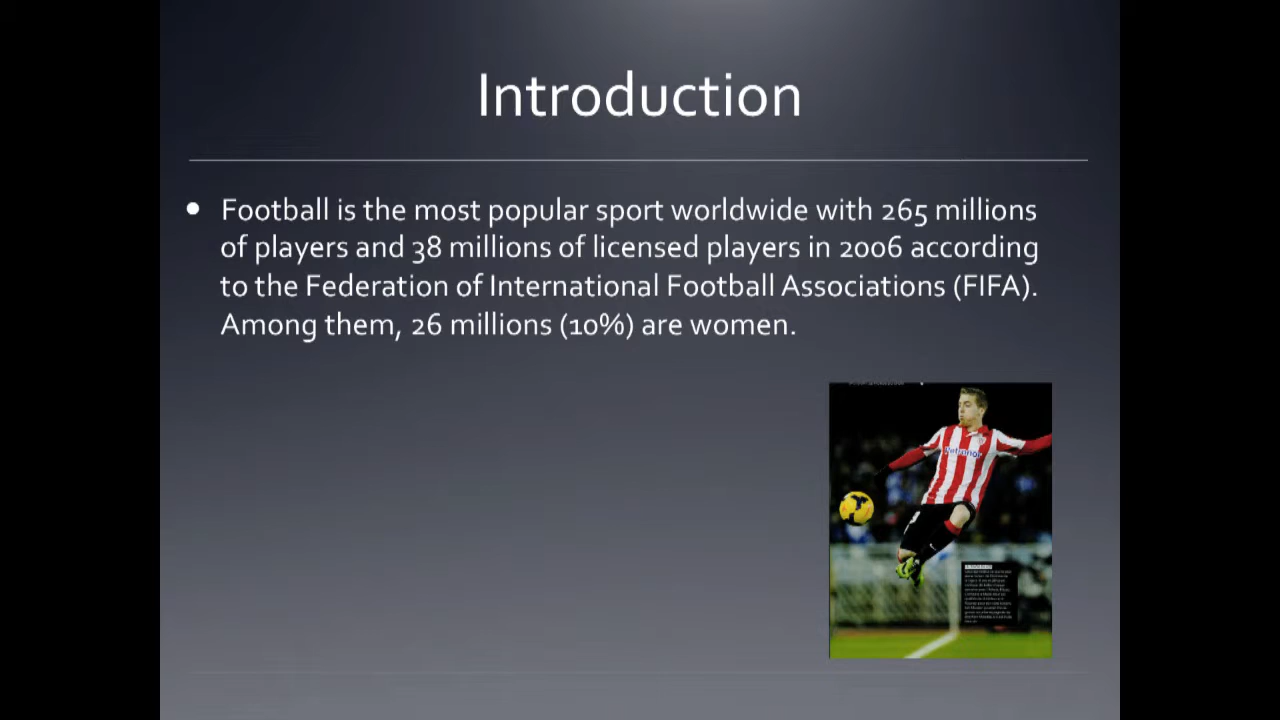 Introduction
• Football is the most popular sport worldwide with 265 millions
of players and 38 millions of licensed players in 2006 according
to the Federation of International Football Associations (FIFA).
Among them, 26 millions (10%) are women.